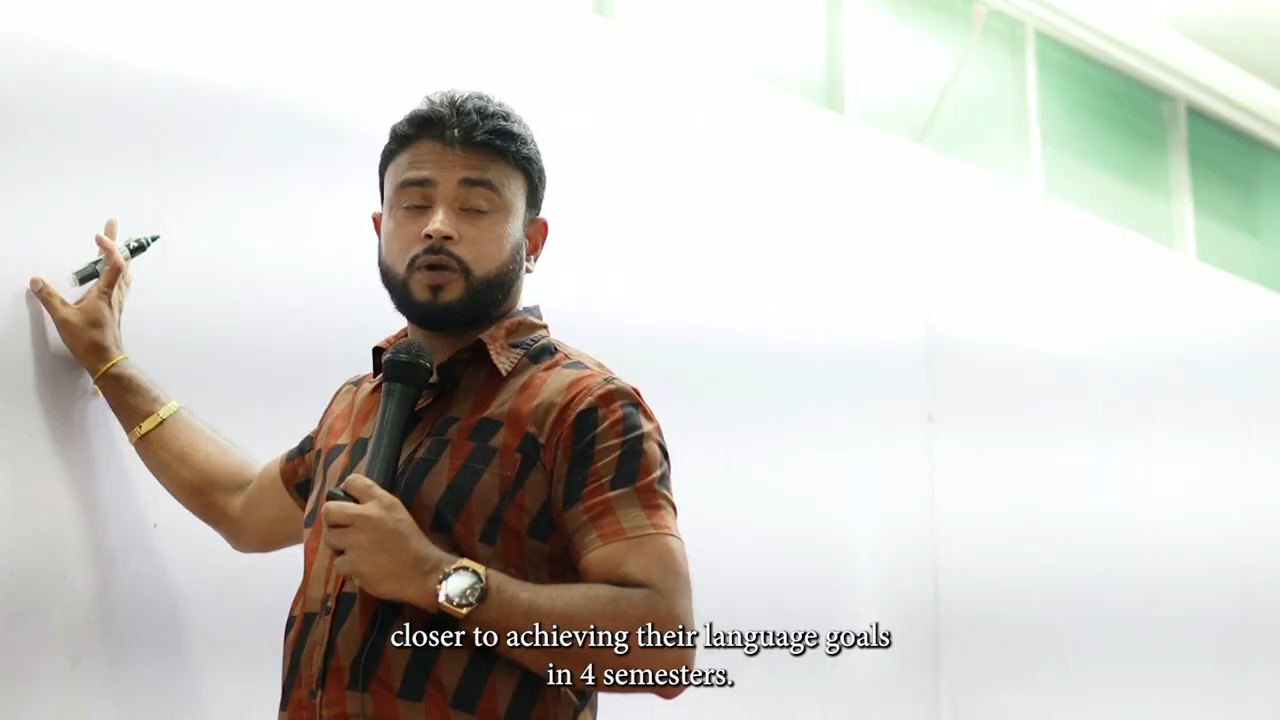 closer to achieving their language goals
in 4 semesters.